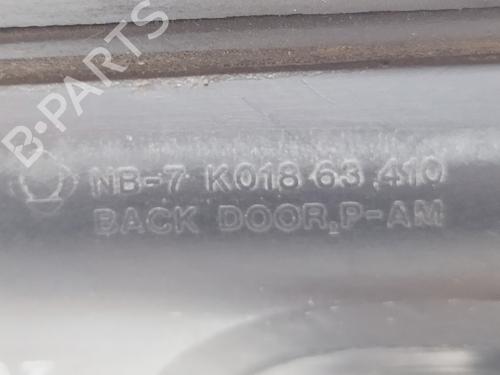 B-PARTS
NB-7 K018 63 410
BACK DOOR, P-AM